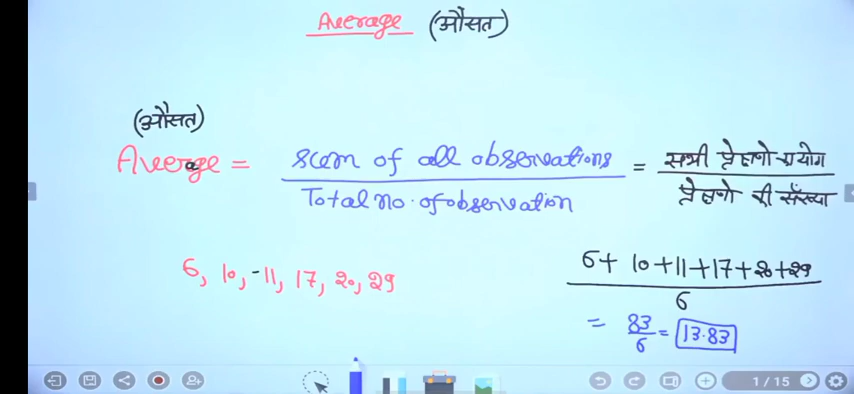 Average (औसत)
(औसत)
Average = sum of all observations / Total no. of observation = सभी प्रेक्षणो का योग / प्रेक्षणो की संख्या
6, 10, -11, 17, 20, 29
6 + 10 + 11 + 17 + 20 + 29 / 6
= 83/6 = 13.83
1 / 15